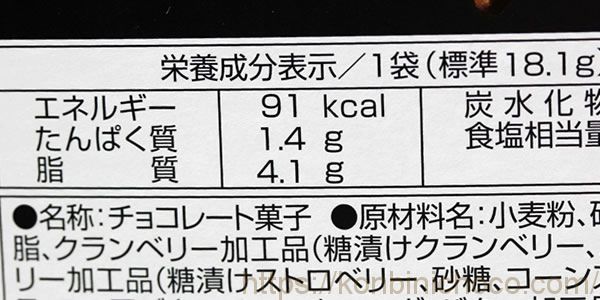 栄養成分表示／1袋(標準18.1g)
エネルギー 91 kcal 炭水化物
たんぱく質 1.4 g 食塩相当量
脂質 4.1 g
●名称:チョコレート菓子 ●原材料名:小麦粉、
脂、クランベリー加工品(糖漬けクランベリー、
リー加工品(糖漬けストロベリー、砂糖、コーン